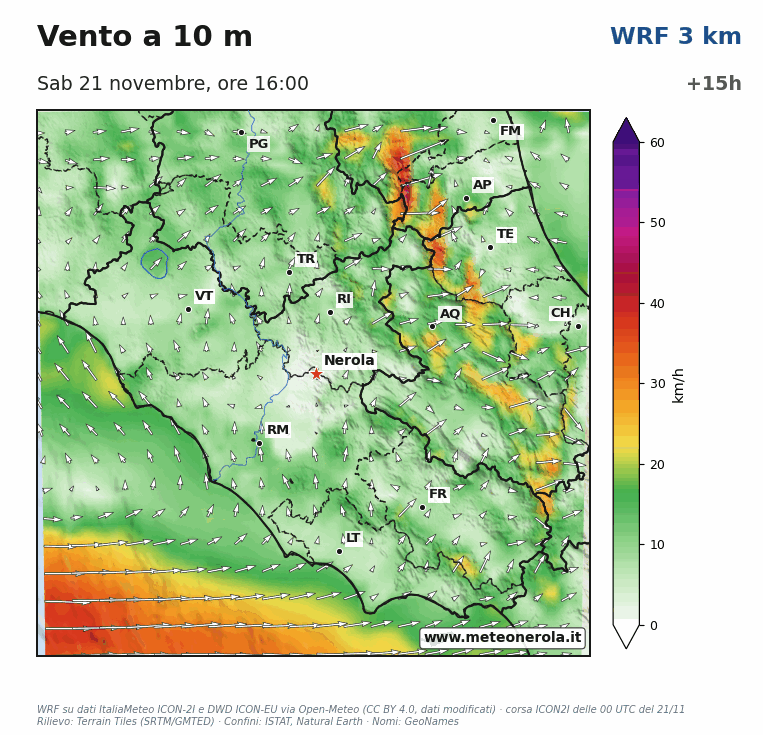 Vento a 10 m
WRF 3 km
Sab 21 novembre, ore 16:00
+15h
FM
PG
AP
TE
TR
RI
VT
AQ
CH
Nerola
RM
FR
LT
www.meteonerola.it
60
50
40
30
20
10
0
km/h
WRF su dati ItaliaMeteo ICON-2I e DWD ICON-EU via Open-Meteo (CC BY 4.0, dati modificati) · corsa ICON2I delle 00 UTC del 21/11
Rilievo: Terrain Tiles (SRTM/GMTED) · Confini: ISTAT, Natural Earth · Nomi: GeoNames